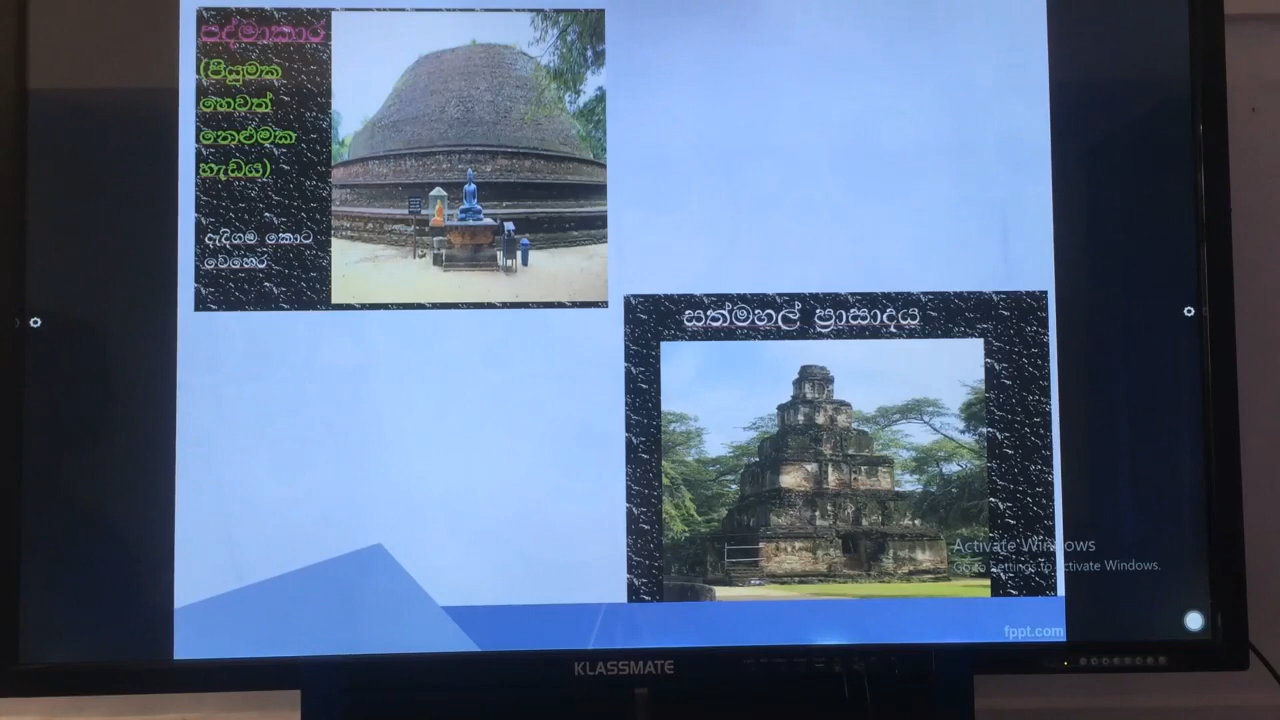 පද්මාකාර
(පියුමක
හෙවත්
නෙළුමක
හැඩය)
ඇදිගම කොට
වෙහෙර
සත්මහල් ප්‍රාසාදය
Activate Windows
Go to Settings to activate Windows.
fppt.com
KLASSMATE